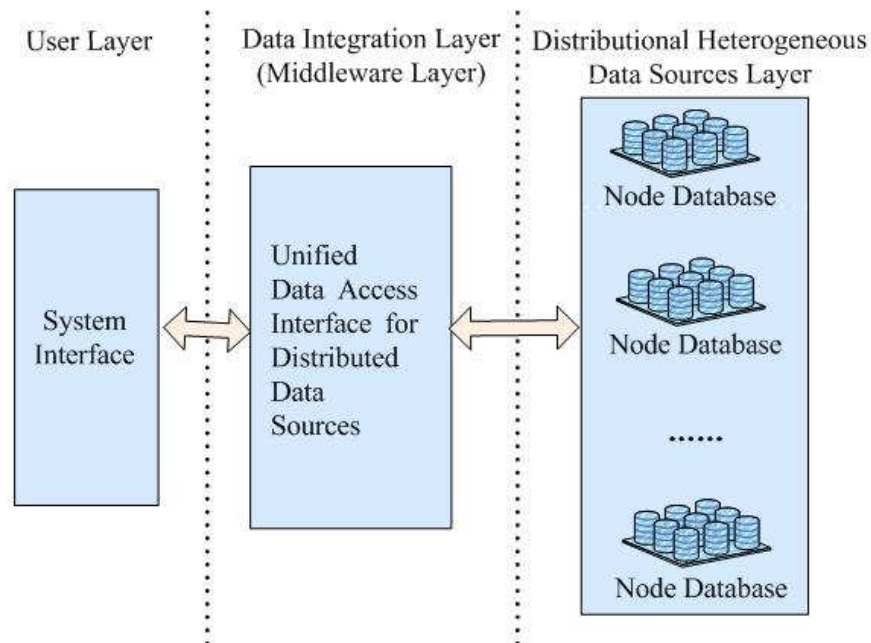 User Layer
Data Integration Layer
(Middleware Layer)
Distributional Heterogeneous
Data Sources Layer
System
Interface
Unified
Data Access
Interface for
Distributed
Data
Sources
Node Database
Node Database
......
Node Database